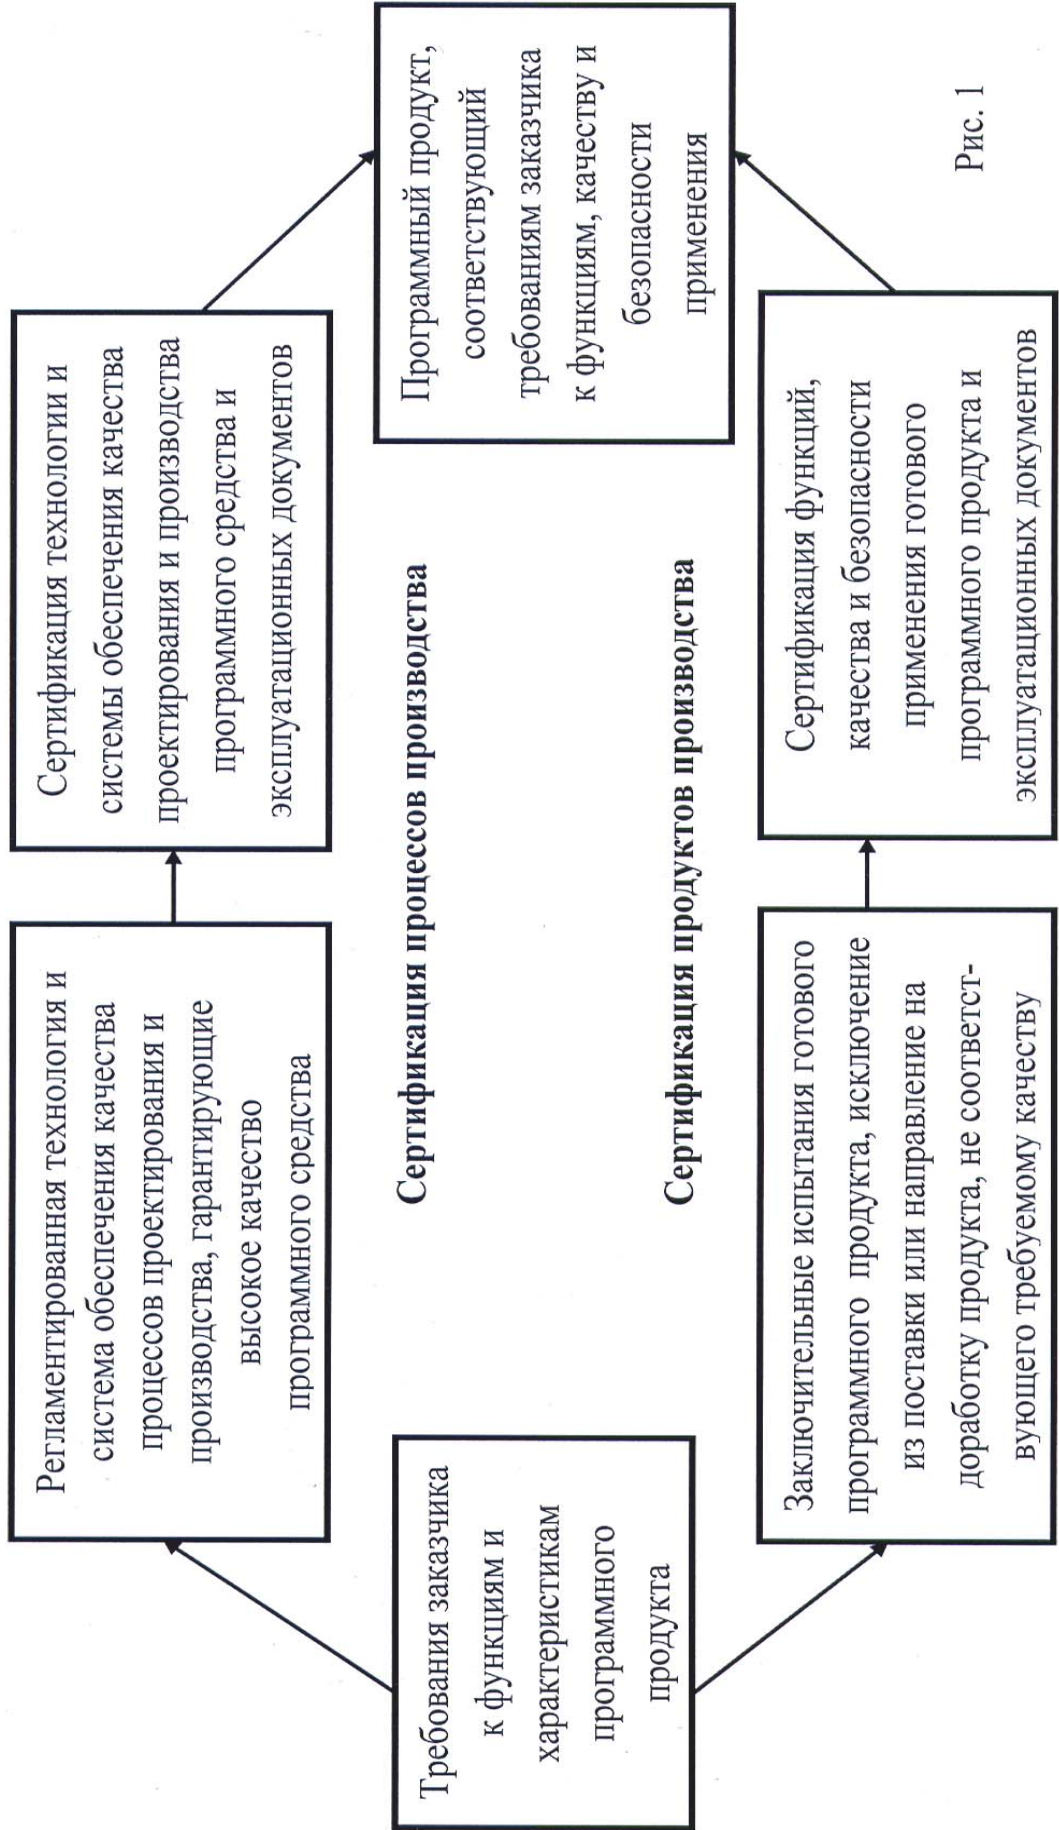 Требования заказчика
к функциям и
характеристикам
программного
продукта
Регламентированная технология и
система обеспечения качества
процессов проектирования и
производства, гарантирующие
высокое качество
программного средства
Сертификация технологии и
системы обеспечения качества
проектирования и производства
программного средства и
эксплуатационных документов
Сертификация процессов производства
Сертификация продуктов производства
Заключительные испытания готового
программного продукта, исключение
из поставки или направление на
доработку продукта, не соответст-
вующего требуемому качеству
Сертификация функций,
качества и безопасности
применения готового
программного продукта и
эксплуатационных документов
Программный продукт,
соответствующий
требованиям заказчика
к функциям, качеству и
безопасности
применения
Рис. 1